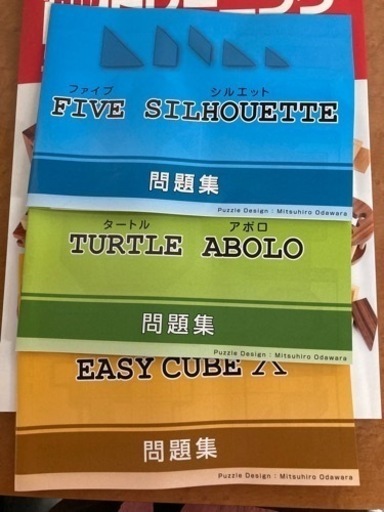 ファイブ シルエット
FIVE SILHOUETTE
問題集
Puzzle Design : Mitsuhiro Odawara
タートル アボロ
TURTLE ABOLO
問題集
Puzzle Design : Mitsuhiro Odawara
EASY CUBE X
問題集
Puzzle Design : Mitsuhiro Odawara